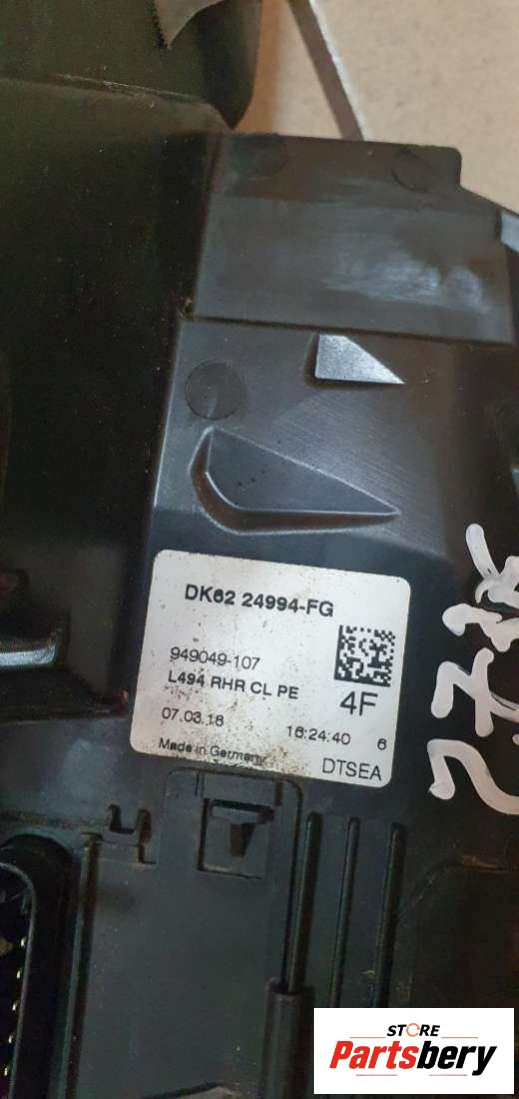 DK62 24994-FG
949049-107
L494 RHR CL PE
4F
07.03.18 16:24:40 6
Made in Germany DTSEA
STORE
Partsbery